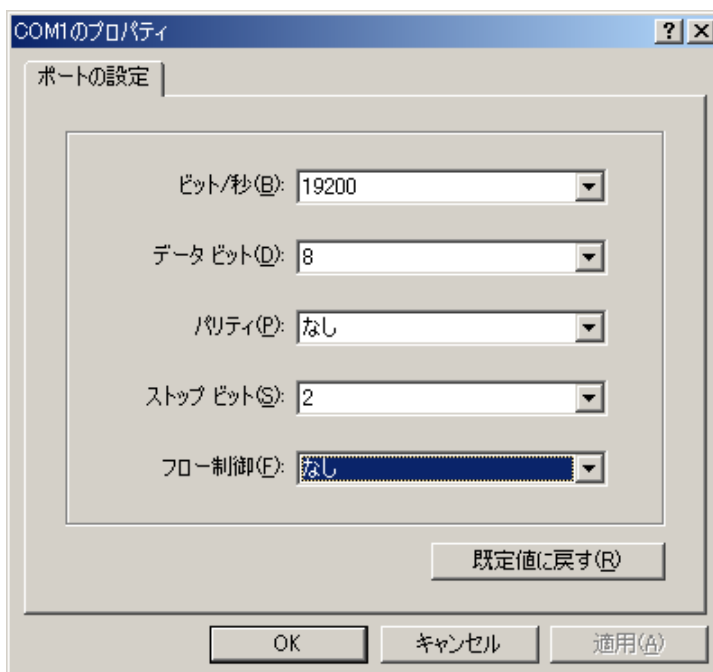 COM1のプロパティ
ポートの設定
ビット/秒(B): 19200
データ ビット(D): 8
パリティ(P): なし
ストップ ビット(S): 2
フロー制御(F): なし
既定値に戻す(R)
OK キャンセル 適用(A)